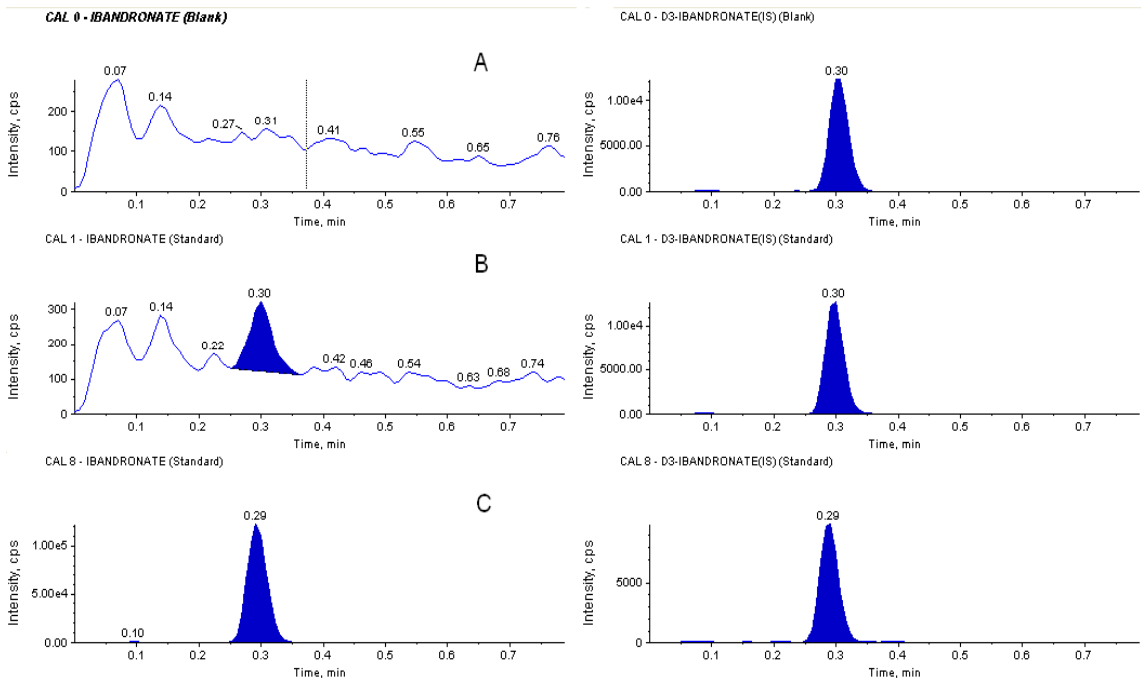 CAL 0 - IBANDRONATE (Blank)
A
Intensity, cps
200
100
0
0.07
0.14
0.27
0.31
0.41
0.55
0.65
0.76
0.1 0.2 0.3 0.4 0.5 0.6 0.7
Time, min
CAL 0 - D3-IBANDRONATE(IS) (Blank)
Intensity, cps
1.00e4
5000.00
0.00
0.30
0.1 0.2 0.3 0.4 0.5 0.6 0.7
Time, min
CAL 1 - IBANDRONATE (Standard)
B
Intensity, cps
300
200
100
0
0.07
0.14
0.22
0.30
0.42
0.46
0.54
0.63
0.68
0.74
0.1 0.2 0.3 0.4 0.5 0.6 0.7
Time, min
CAL 1 - D3-IBANDRONATE(IS) (Standard)
Intensity, cps
1.00e4
5000.00
0.00
0.30
0.1 0.2 0.3 0.4 0.5 0.6 0.7
Time, min
CAL 8 - IBANDRONATE (Standard)
C
Intensity, cps
1.00e5
5.00e4
0.00
0.10
0.29
0.1 0.2 0.3 0.4 0.5 0.6 0.7
Time, min
CAL 8 - D3-IBANDRONATE(IS) (Standard)
Intensity, cps
5000
0
0.29
0.1 0.2 0.3 0.4 0.5 0.6 0.7
Time, min